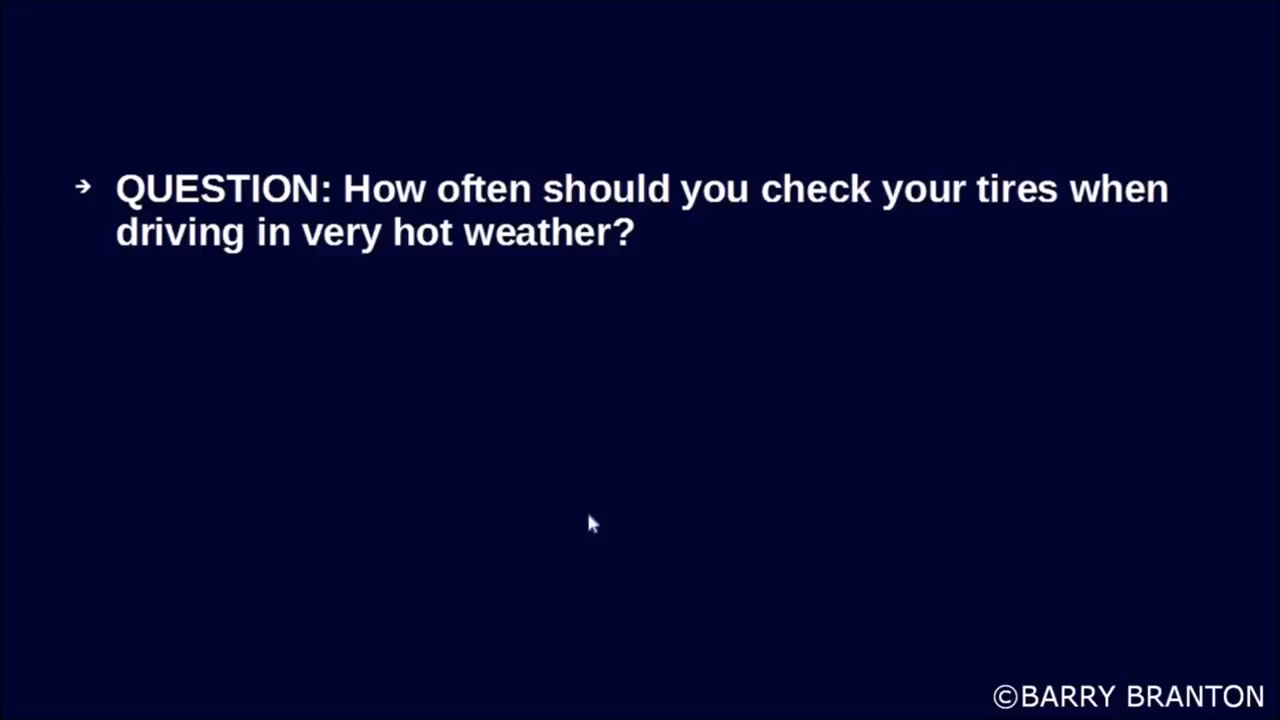 → QUESTION: How often should you check your tires when
driving in very hot weather?
©BARRY BRANTON